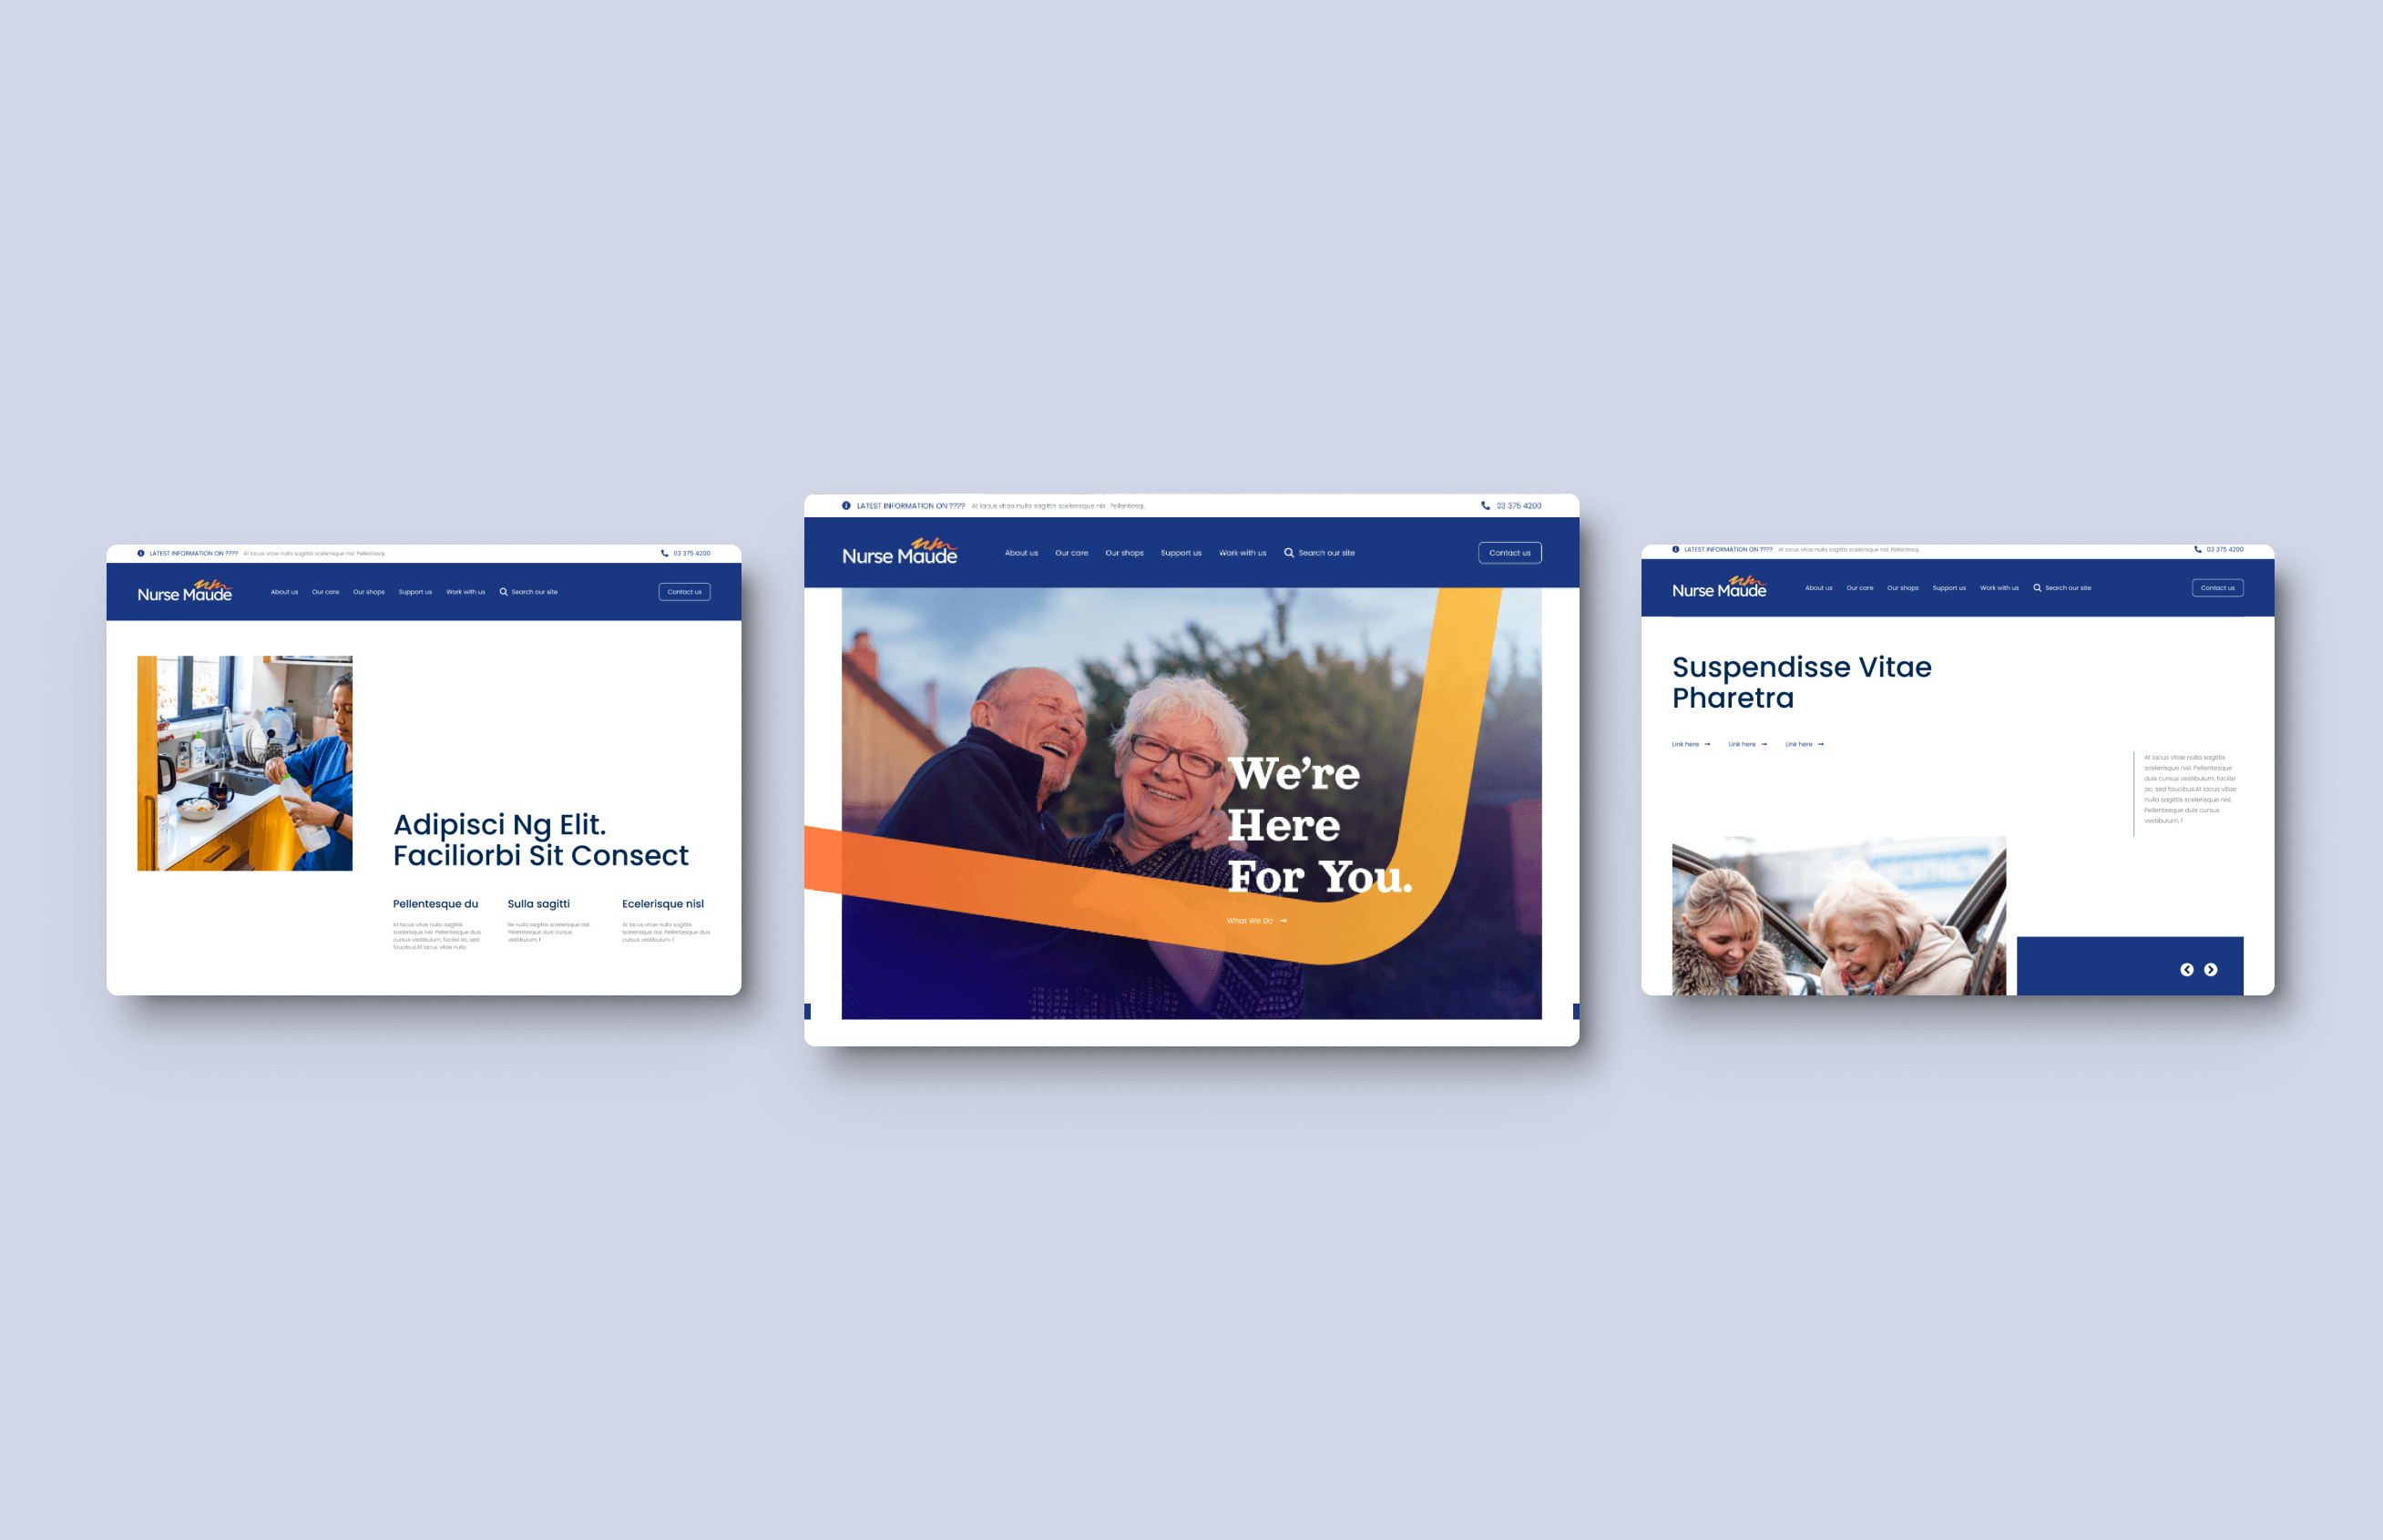 LATEST INFORMATION ON ???? At lacus vitae nulla sagittis scelerisque nisl. Pellentesq. 03 375 4200
Nurse Maude About us Our care Our shops Support us Work with us Search our site Contact us
Adipisci Ng Elit.
Faciliorbi Sit Consect
Pellentesque du Sulla sagitti Ecelerisque nisl
At lacus vitae nulla sagittis
scelerisque nisl. Pellentesque duis
cursus vestibulum, facilisi ac, sed
faucibus.At lacus vitae nulla
Ile nulla sagittis scelerisque nisl
Pellentesque duis cursus
vestibulum, f
At lacus vitae nulla sagittis
scelerisque nisl. Pellentesque duis
cursus vestibulum, f
LATEST INFORMATION ON ???? At lacus vitae nulla sagittis scelerisque nis Pellentesq. 03 375 4200
Nurse Maude About us Our care Our shops Support us Work with us Search our site Contact us
We're
Here
For You.
What We Do
LATEST INFORMATION ON ???? At lacus vitae nulla sagittis scelerisque nisl. Pellentesq. 03 375 4200
Nurse Maude About us Our care Our shops Support us Work with us Search our site Contact us
Suspendisse Vitae
Pharetra
Link here Link here Link here
At lacus vitae nulla sagittis
scelerisque nisl. Pellentesque
duis cursus vestibulum, facilisi
ac, sed faucibus.At lacus vitae
nulla sagittis scelerisque nisl.
Pellentesque duis cursus
vestibulum, f